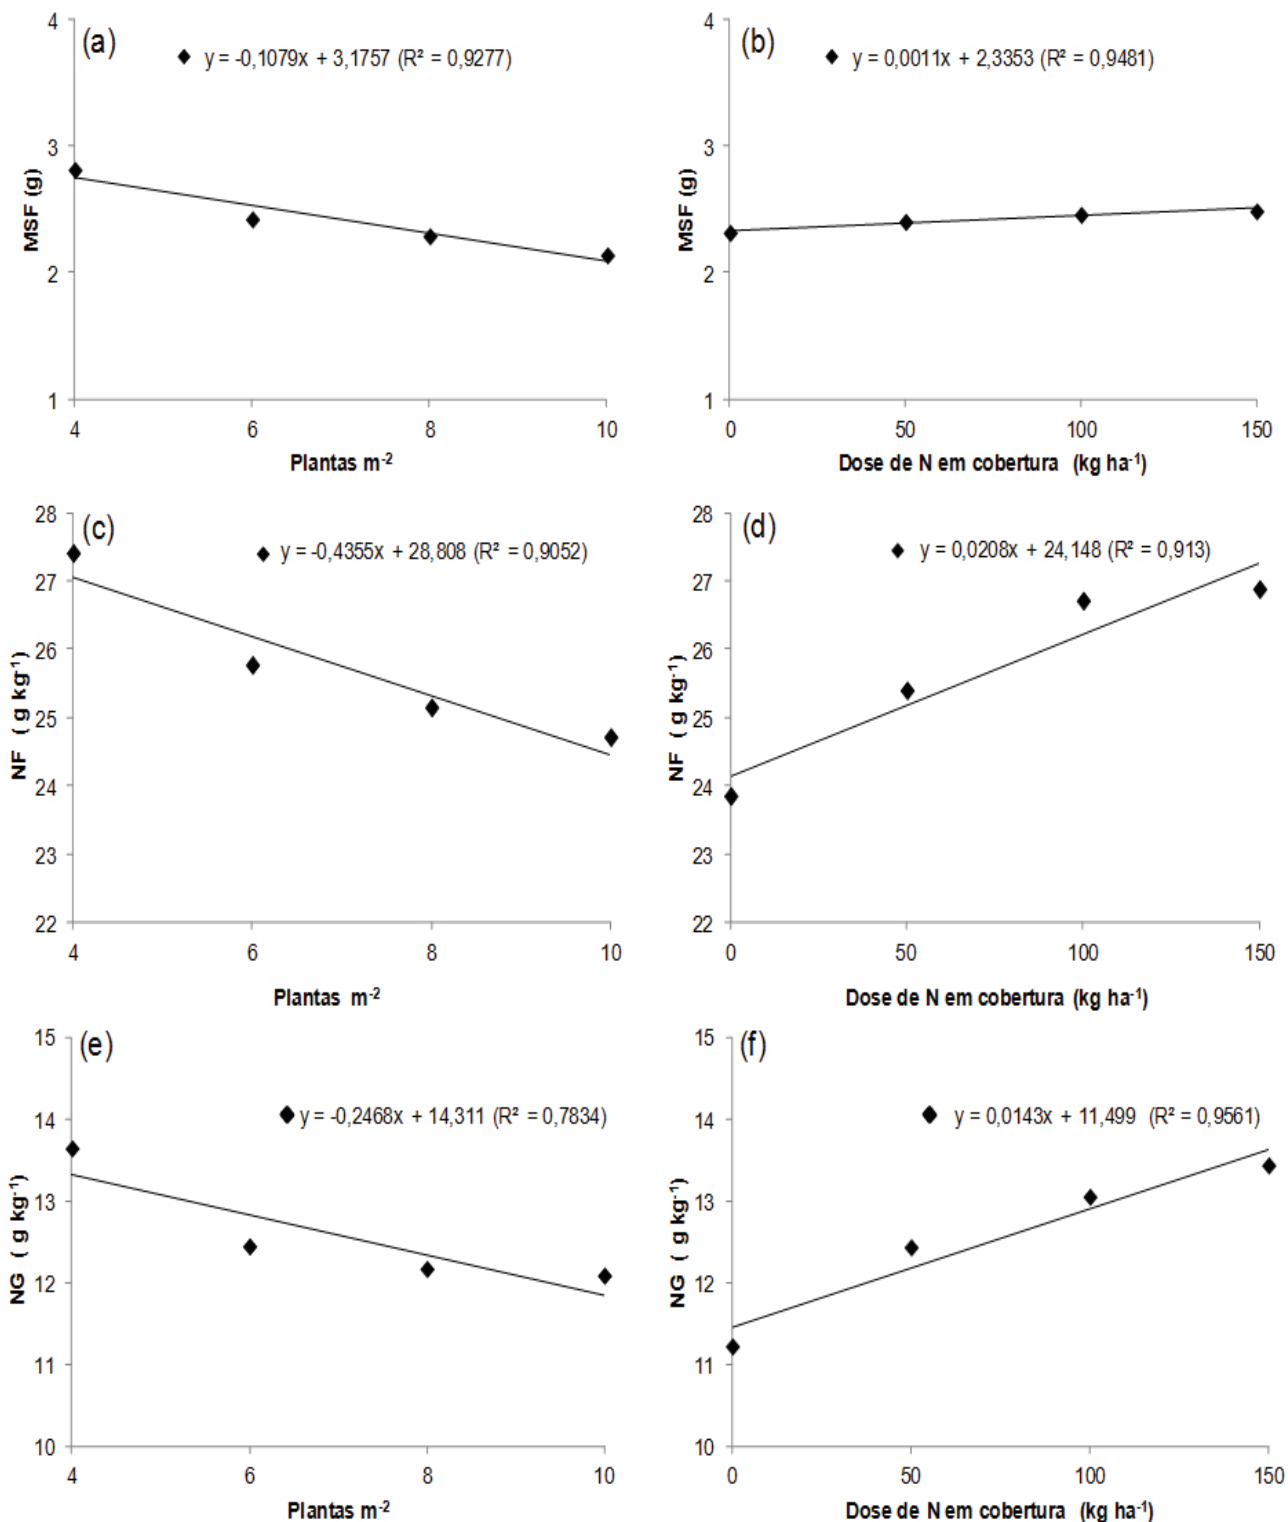 (a)
y = -0,1079x + 3,1757 (R² = 0,9277)
4
3
2
1
MSF (g)
4 6 8 10
Plantas m⁻²
(b)
y = 0,0011x + 2,3353 (R² = 0,9481)
4
3
2
1
MSF (g)
0 50 100 150
Dose de N em cobertura (kg ha⁻¹)
(c)
y = -0,4355x + 28,808 (R² = 0,9052)
28
27
26
25
24
23
22
NF ( g kg⁻¹)
4 6 8 10
Plantas m⁻²
(d)
y = 0,0208x + 24,148 (R² = 0,913)
28
27
26
25
24
23
22
NF ( g kg⁻¹)
0 50 100 150
Dose de N em cobertura (kg ha⁻¹)
(e)
y = -0,2468x + 14,311 (R² = 0,7834)
15
14
13
12
11
10
NG ( g kg⁻¹)
4 6 8 10
Plantas m⁻²
(f)
y = 0,0143x + 11,499 (R² = 0,9561)
15
14
13
12
11
10
NG ( g kg⁻¹)
0 50 100 150
Dose de N em cobertura (kg ha⁻¹)